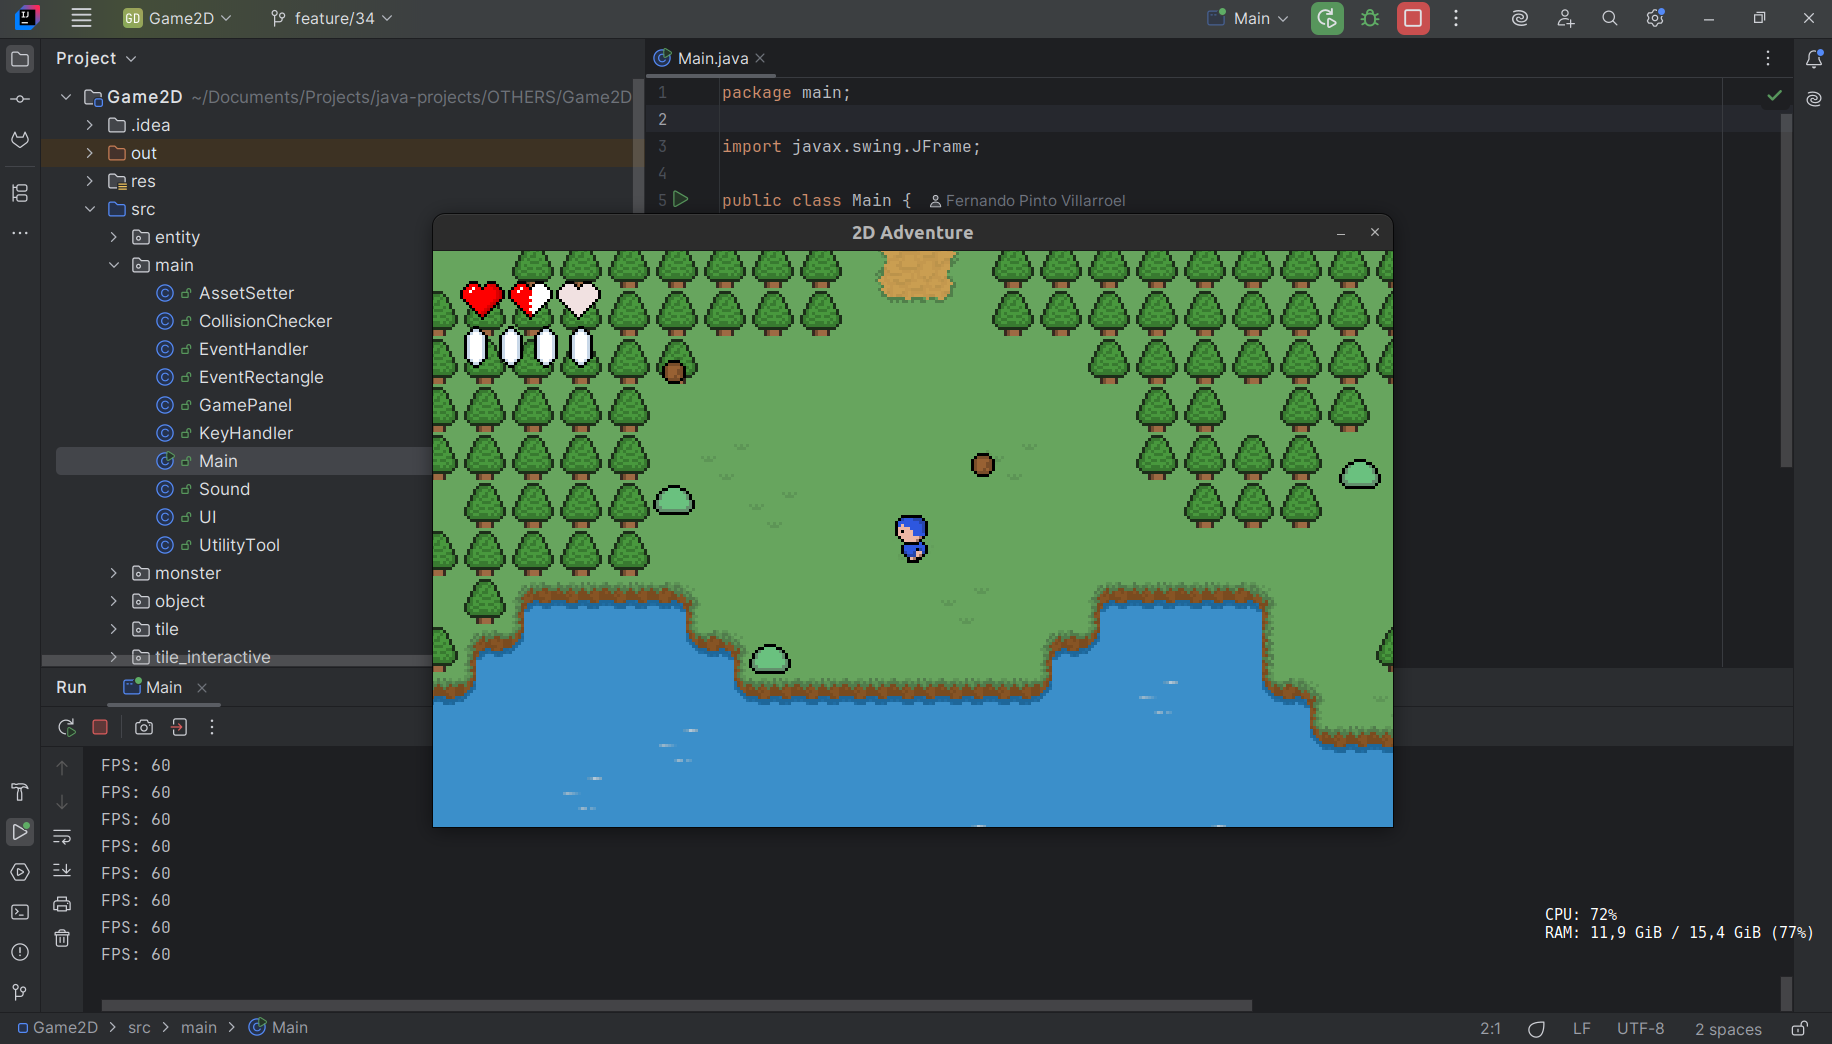 GD Game2D feature/34 Main
Project
Main.java
Game2D ~/Documents/Projects/java-projects/OTHERS/Game2D
.idea
out
res
src
entity
main
AssetSetter
CollisionChecker
EventHandler
EventRectangle
GamePanel
KeyHandler
Main
Sound
UI
UtilityTool
monster
object
tile
tile_interactive
1 package main;
2
3 import javax.swing.JFrame;
4
5 public class Main { Fernando Pinto Villarroel
2D Adventure
Run Main
FPS: 60
FPS: 60
FPS: 60
FPS: 60
FPS: 60
FPS: 60
FPS: 60
FPS: 60
CPU: 72%
RAM: 11,9 GiB / 15,4 GiB (77%)
Game2D > src > main > Main
2:1 LF UTF-8 2 spaces